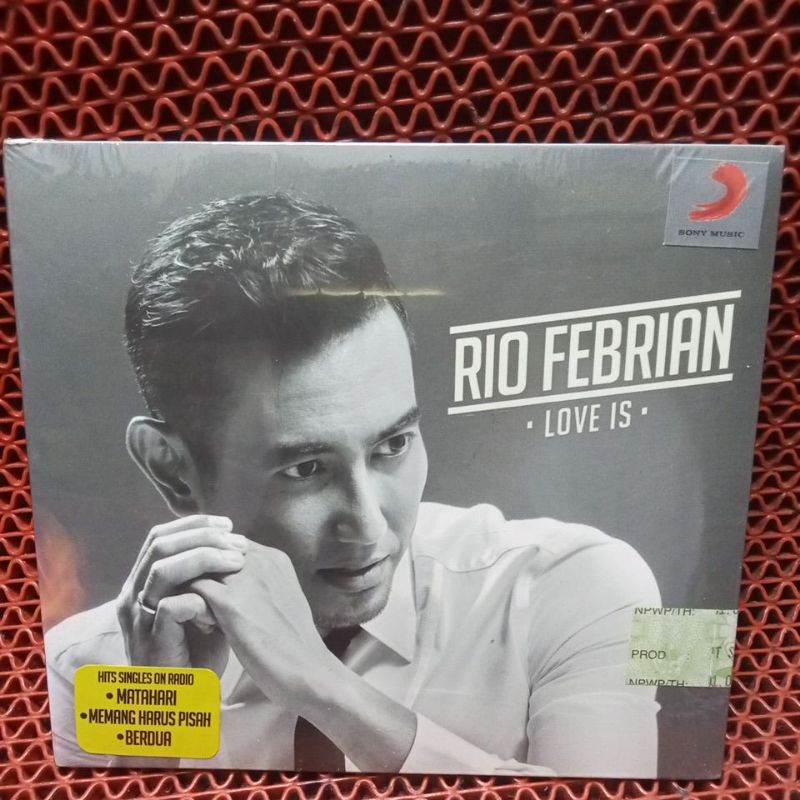 SONY MUSIC
RIO FEBRIAN
• LOVE IS •
NPWP/TH:
PROD :
NPWP/TH:
HITS SINGLES ON RADIO
• MATAHARI
• MEMANG HARUS PISAH
• BERDUA